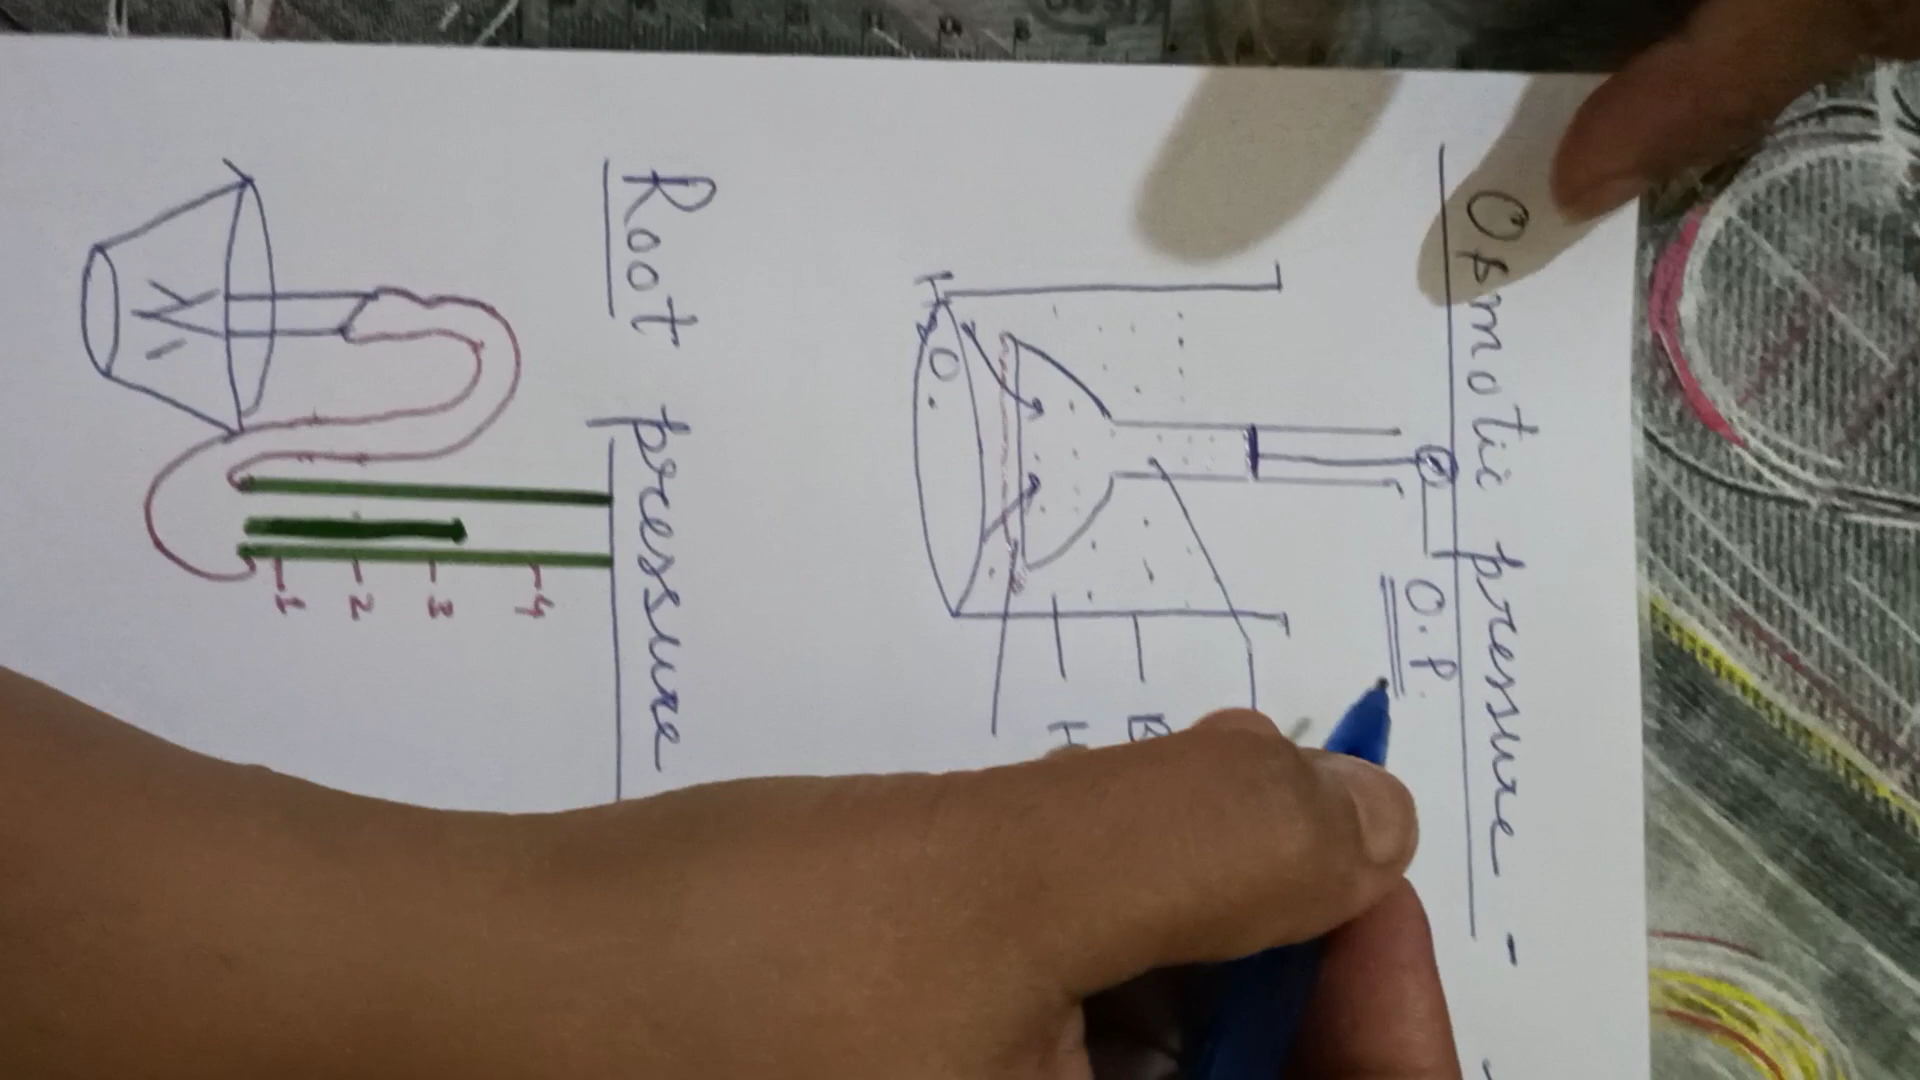 Osmotic pressure -
O.P.
B
H
H2O
Root pressure
4
3
2
1